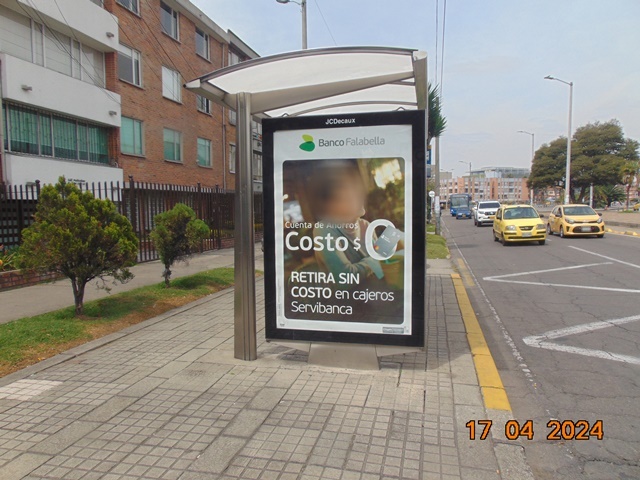 JCDecaux
Banco Falabella
Cuenta de Ahorros
Costo $ 0
RETIRA SIN
COSTO en cajeros
Servibanca
17 04 2024